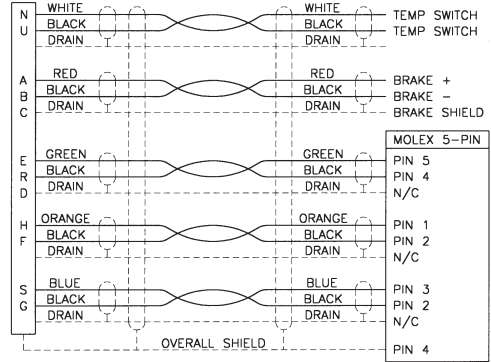 N WHITE WHITE TEMP SWITCH
U BLACK BLACK TEMP SWITCH
DRAIN DRAIN
A RED RED BRAKE +
B BLACK BLACK BRAKE –
C DRAIN DRAIN BRAKE SHIELD
MOLEX 5-PIN
E GREEN GREEN PIN 5
R BLACK BLACK PIN 4
D DRAIN DRAIN N/C
H ORANGE ORANGE PIN 1
F BLACK BLACK PIN 2
DRAIN DRAIN N/C
S BLUE BLUE PIN 3
G BLACK BLACK PIN 2
DRAIN DRAIN N/C
OVERALL SHIELD PIN 4